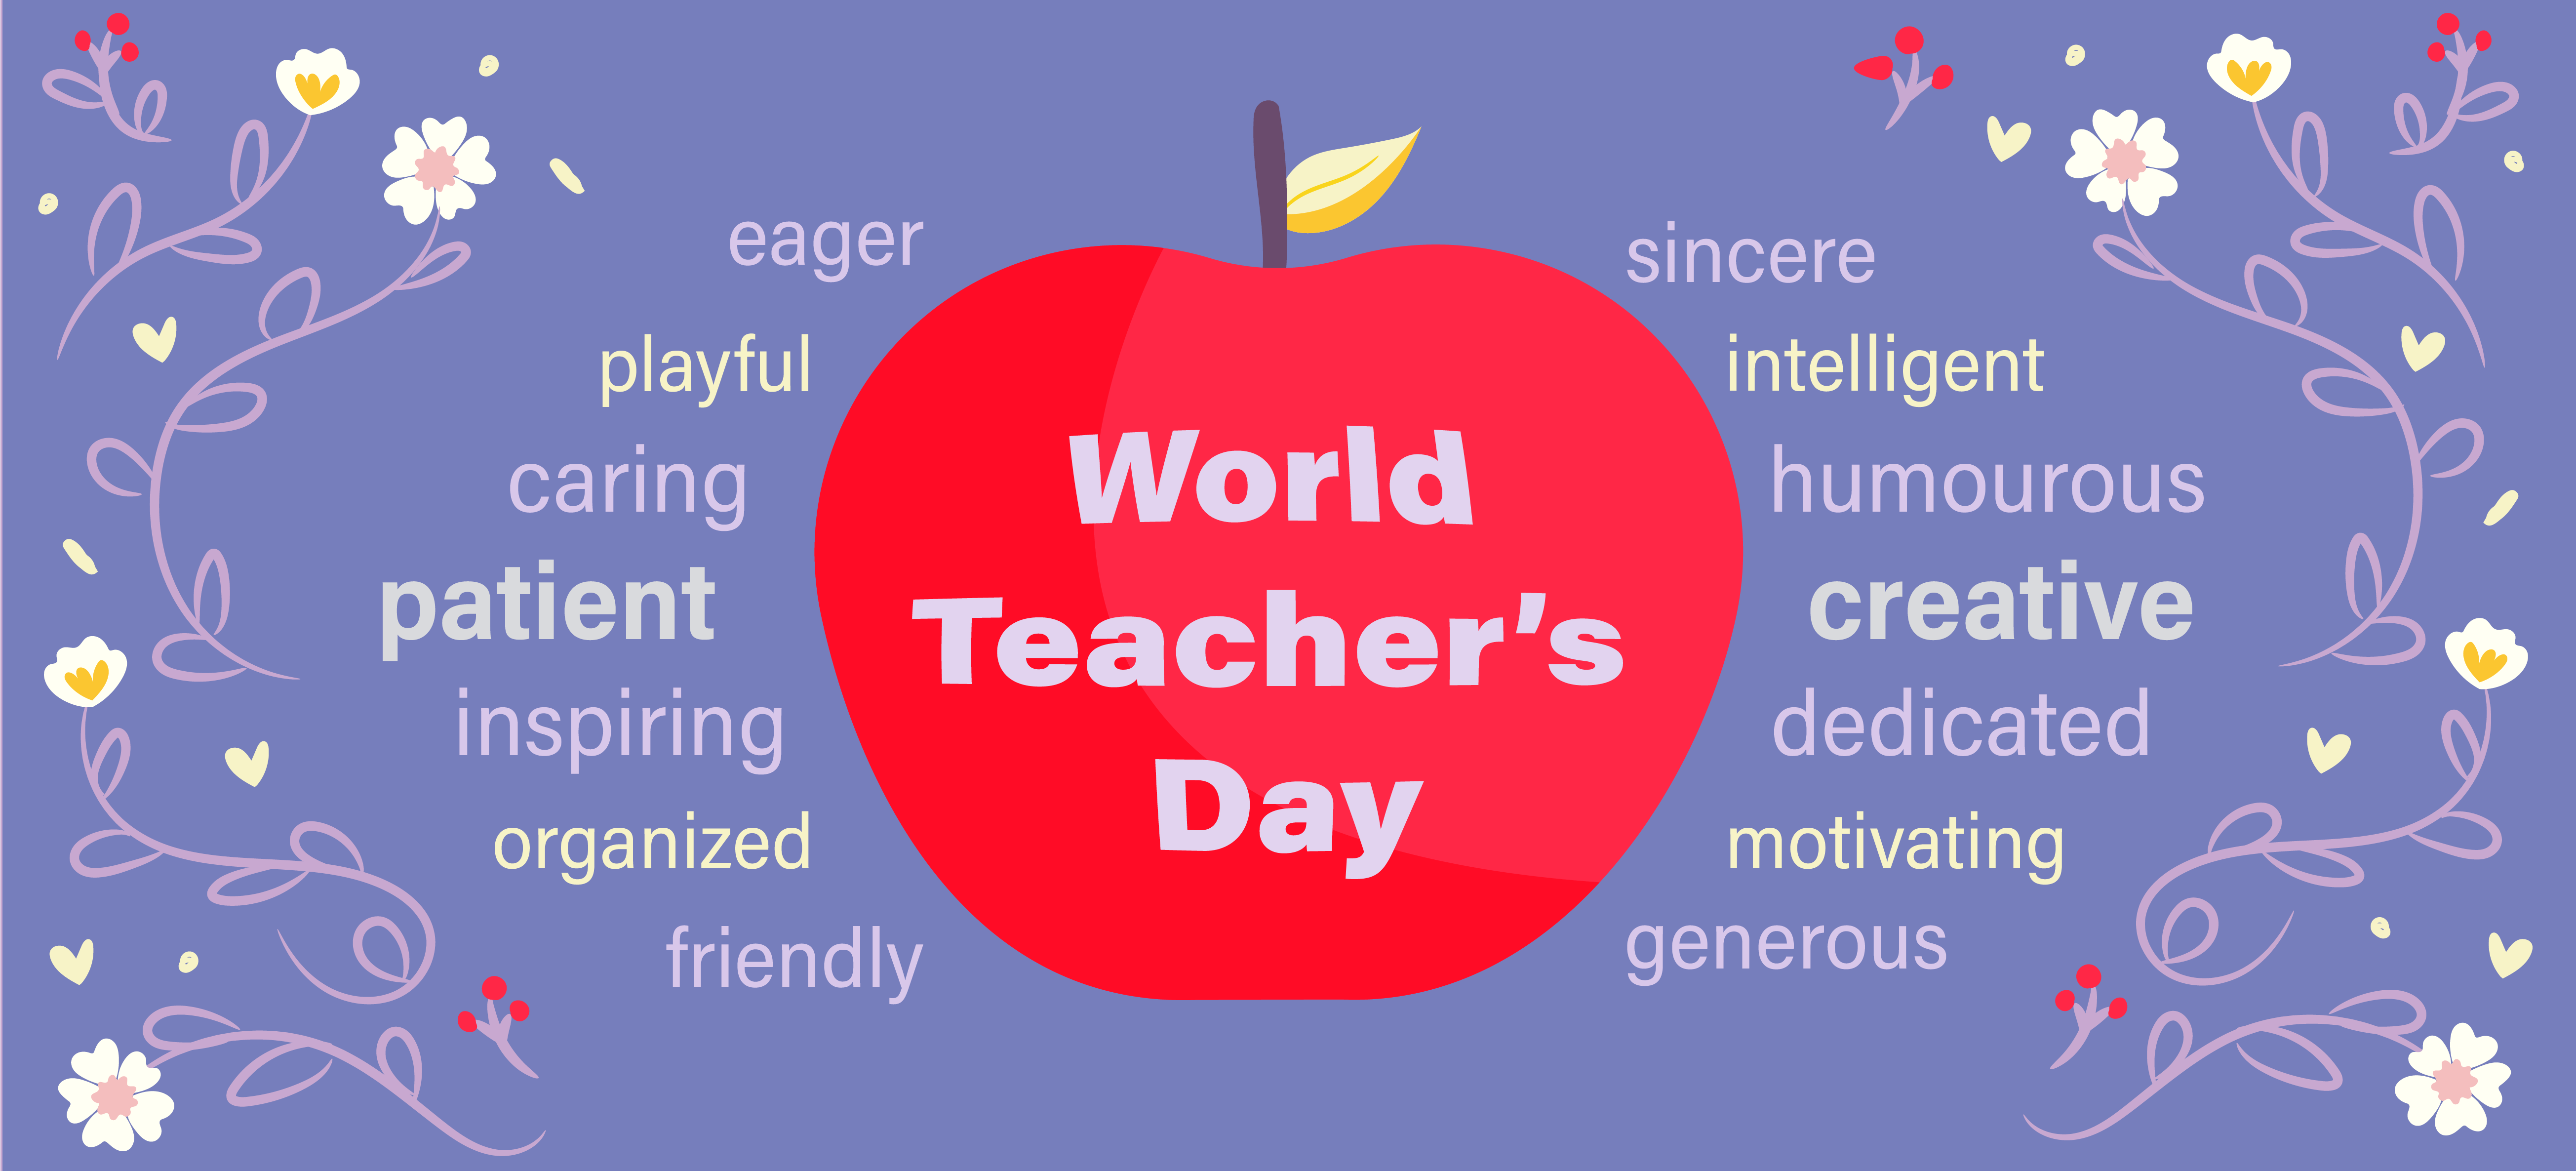 eager
playful
caring
patient
inspiring
organized
friendly
World
Teacher’s
Day
sincere
intelligent
humourous
creative
dedicated
motivating
generous